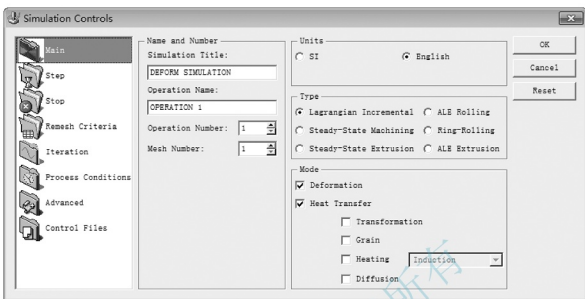 Simulation Controls
Main
Step
Stop
Remesh Criteria
Iteration
Process Conditions
Advanced
Control Files
Name and Number
Simulation Title:
DEFORM SIMULATION
Operation Name:
OPERATION 1
Operation Number: 1
Mesh Number: 1
Units
SI English
Type
Lagrangian Incremental ALE Rolling
Steady-State Machining Ring-Rolling
Steady-State Extrusion ALE Extrusion
Mode
Deformation
Heat Transfer
Transformation
Grain
Heating Induction
Diffusion
OK
Cancel
Reset
所有